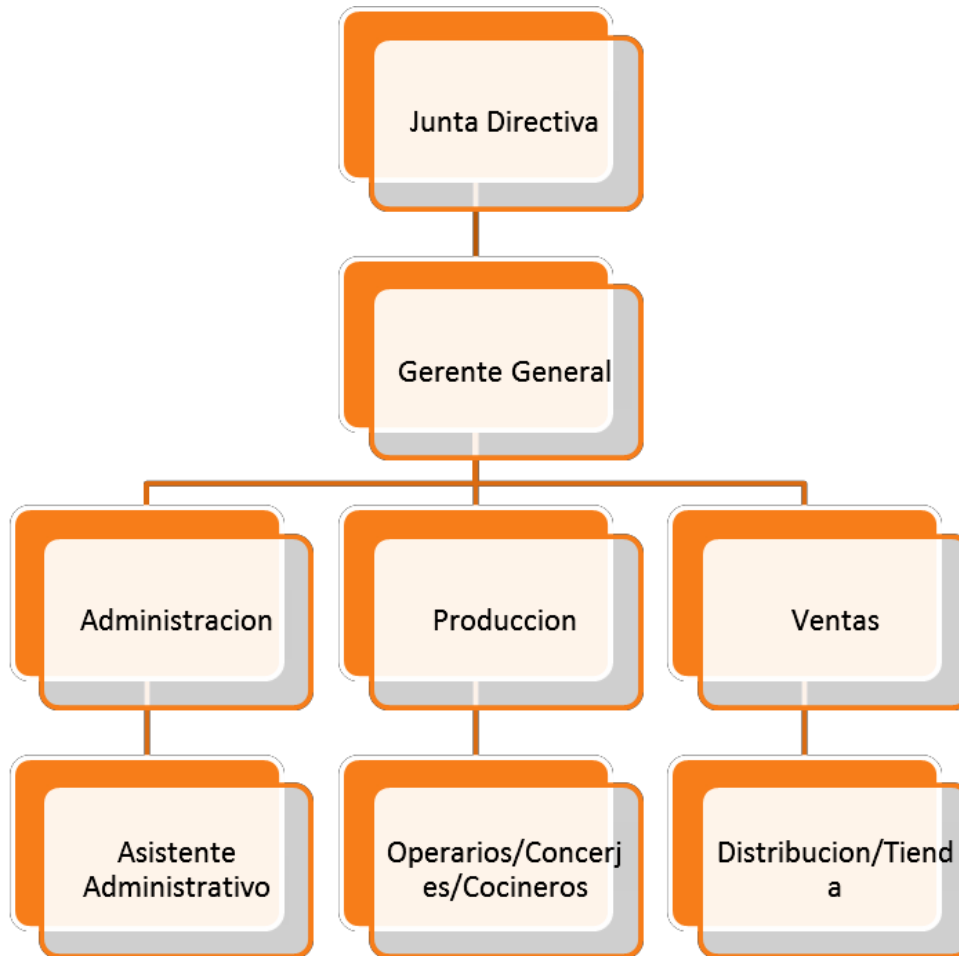 Junta Directiva
Gerente General
Administracion
Produccion
Ventas
Asistente
Administrativo
Operarios/Concerj
es/Cocineros
Distribucion/Tiend
a